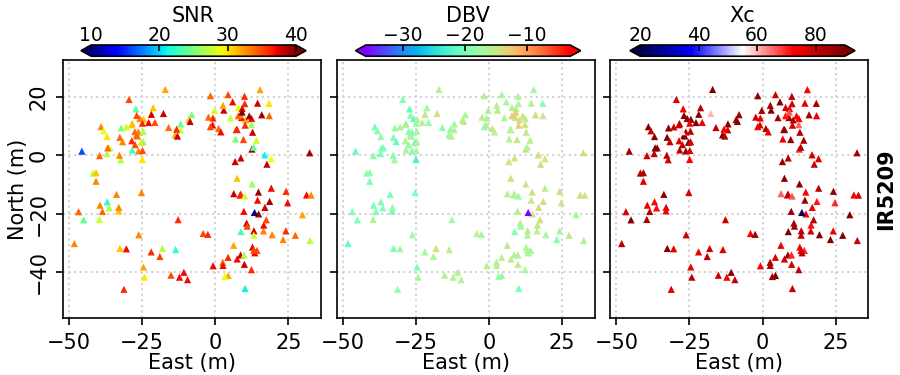 SNR DBV Xc
10 20 30 40 −30 −20 −10 20 40 60 80
20
0
−20
−40
North (m)
−50 −25 0 25 −50 −25 0 25 −50 −25 0 25
East (m) East (m) East (m)
IR5209